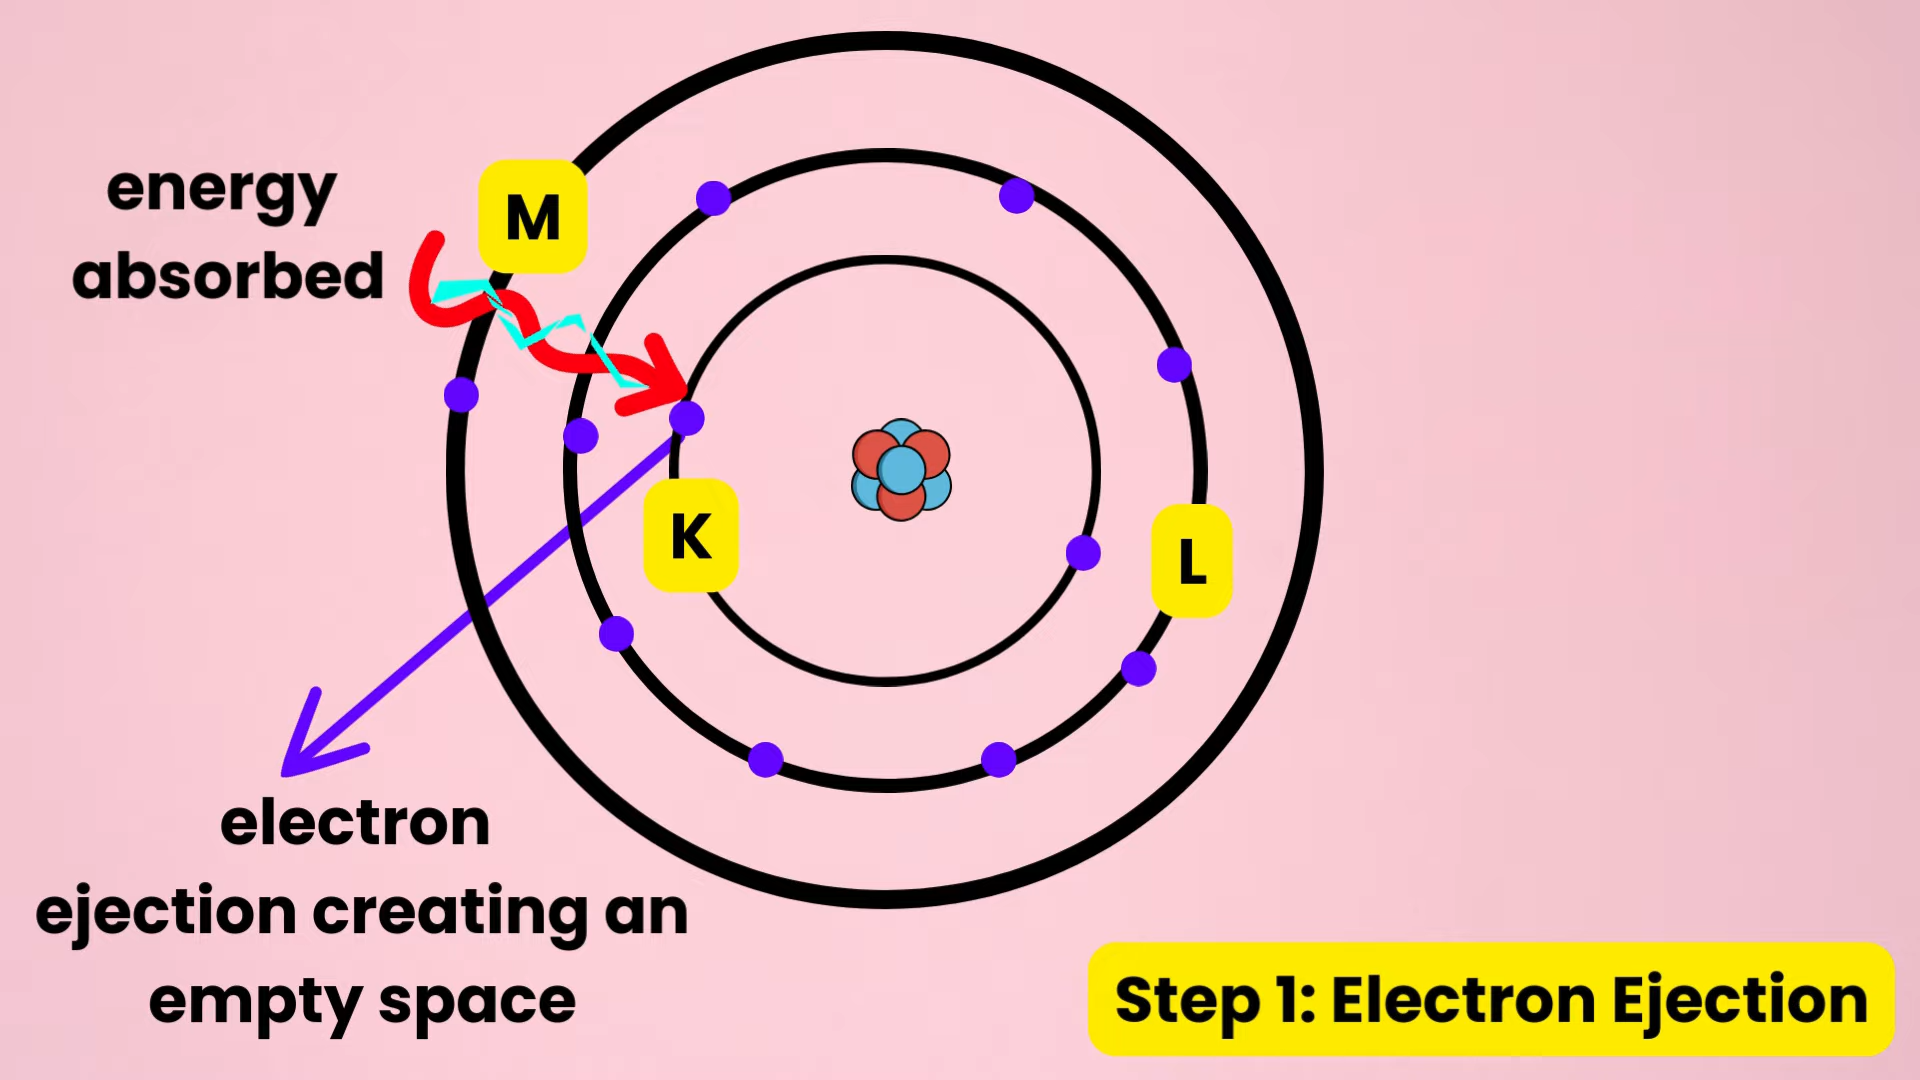 energy
absorbed
M
K
L
electron
ejection creating an
empty space
Step 1: Electron Ejection